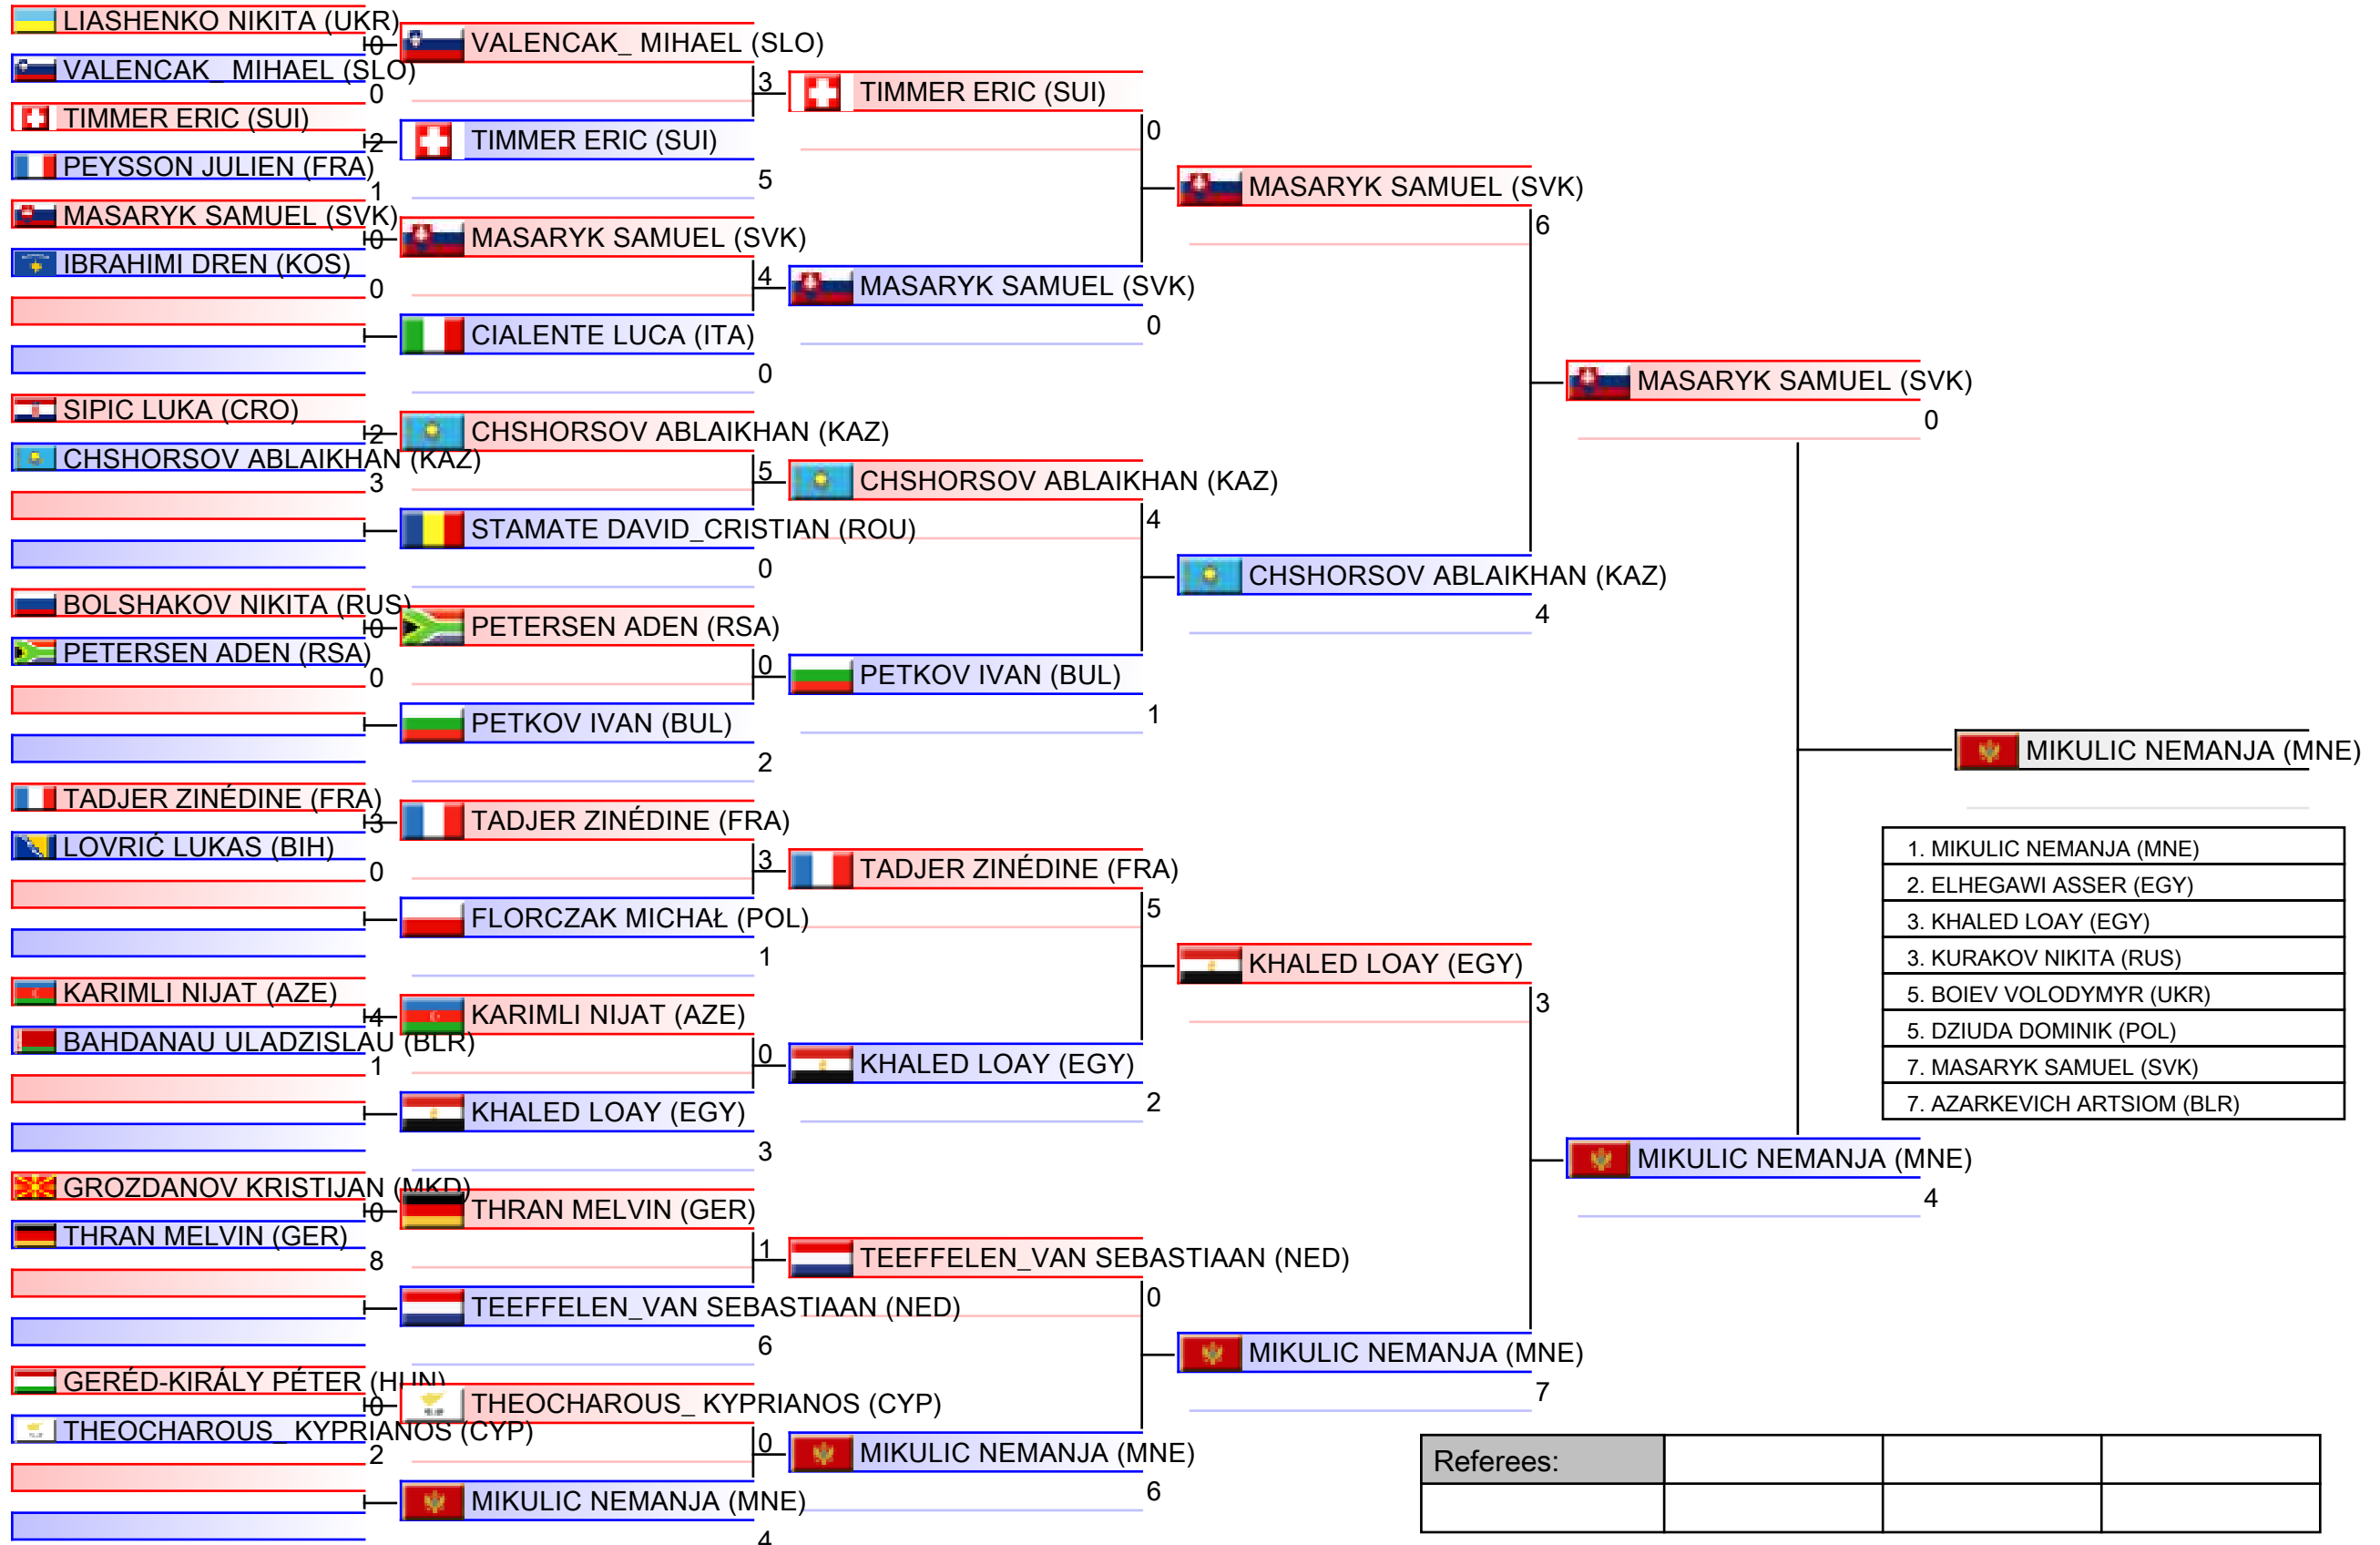 LIASHENKO NIKITA (UKR)
0
VALENCAK_ MIHAEL (SLO)
0
TIMMER ERIC (SUI)
2
PEYSSON JULIEN (FRA)
1
MASARYK SAMUEL (SVK)
0
IBRAHIMI DREN (KOS)
0
SIPIC LUKA (CRO)
2
CHSHORSOV ABLAIKHAN (KAZ)
3
BOLSHAKOV NIKITA (RUS)
0
PETERSEN ADEN (RSA)
0
TADJER ZINÉDINE (FRA)
3
LOVRIĆ LUKAS (BIH)
0
KARIMLI NIJAT (AZE)
4
BAHDANAU ULADZISLAU (BLR)
1
GROZDANOV KRISTIJAN (MKD)
0
THRAN MELVIN (GER)
8
GERÉD-KIRÁLY PÉTER (HUN)
0
THEOCHAROUS_ KYPRIANOS (CYP)
2
VALENCAK_ MIHAEL (SLO)
3
TIMMER ERIC (SUI)
5
MASARYK SAMUEL (SVK)
4
CIALENTE LUCA (ITA)
0
CHSHORSOV ABLAIKHAN (KAZ)
5
STAMATE DAVID_CRISTIAN (ROU)
0
PETERSEN ADEN (RSA)
0
PETKOV IVAN (BUL)
2
TADJER ZINÉDINE (FRA)
3
FLORCZAK MICHAŁ (POL)
1
KARIMLI NIJAT (AZE)
0
KHALED LOAY (EGY)
3
THRAN MELVIN (GER)
1
TEEFFELEN_VAN SEBASTIAAN (NED)
6
THEOCHAROUS_ KYPRIANOS (CYP)
0
MIKULIC NEMANJA (MNE)
4
TIMMER ERIC (SUI)
0
MASARYK SAMUEL (SVK)
0
CHSHORSOV ABLAIKHAN (KAZ)
4
PETKOV IVAN (BUL)
1
TADJER ZINÉDINE (FRA)
5
KHALED LOAY (EGY)
2
TEEFFELEN_VAN SEBASTIAAN (NED)
0
MIKULIC NEMANJA (MNE)
6
MASARYK SAMUEL (SVK)
6
CHSHORSOV ABLAIKHAN (KAZ)
4
KHALED LOAY (EGY)
3
MIKULIC NEMANJA (MNE)
7
MASARYK SAMUEL (SVK)
0
MIKULIC NEMANJA (MNE)
4
MIKULIC NEMANJA (MNE)
1. MIKULIC NEMANJA (MNE)
2. ELHEGAWI ASSER (EGY)
3. KHALED LOAY (EGY)
3. KURAKOV NIKITA (RUS)
5. BOIEV VOLODYMYR (UKR)
5. DZIUDA DOMINIK (POL)
7. MASARYK SAMUEL (SVK)
7. AZARKEVICH ARTSIOM (BLR)
Referees: